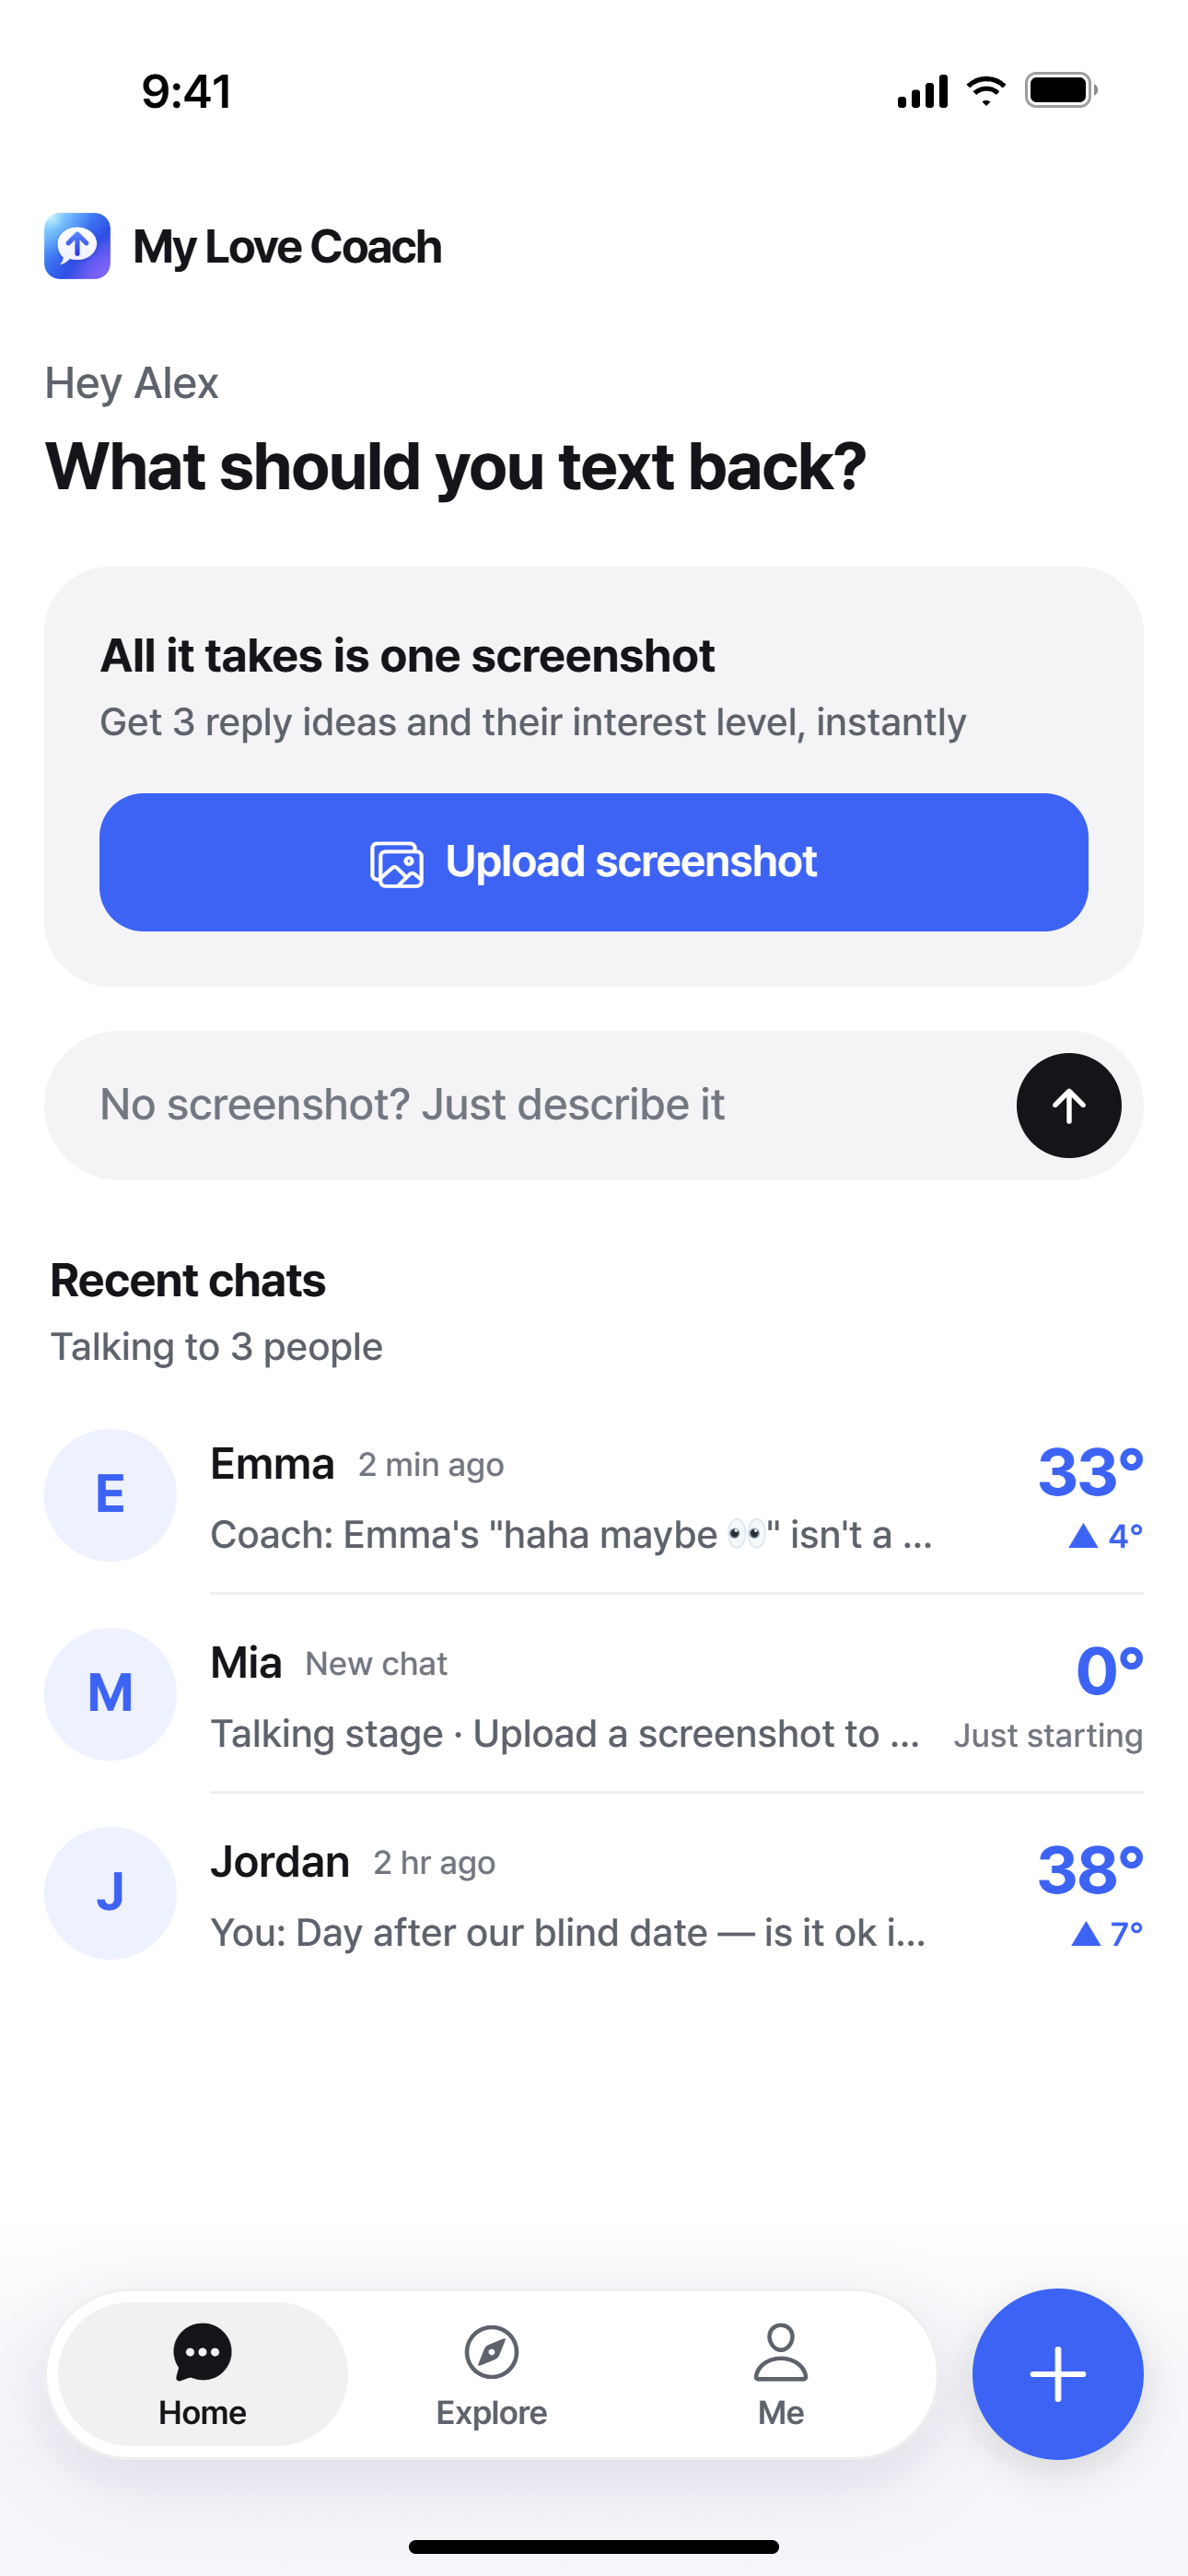 9:41
My Love Coach
Hey Alex
What should you text back?
All it takes is one screenshot
Get 3 reply ideas and their interest level, instantly
Upload screenshot
No screenshot? Just describe it
Recent chats
Talking to 3 people
E
Emma 2 min ago
33°
Coach: Emma's "haha maybe 👀" isn't a ...
▲ 4°
M
Mia New chat
0°
Talking stage · Upload a screenshot to ...
Just starting
J
Jordan 2 hr ago
38°
You: Day after our blind date — is it ok i...
▲ 7°
Home
Explore
Me